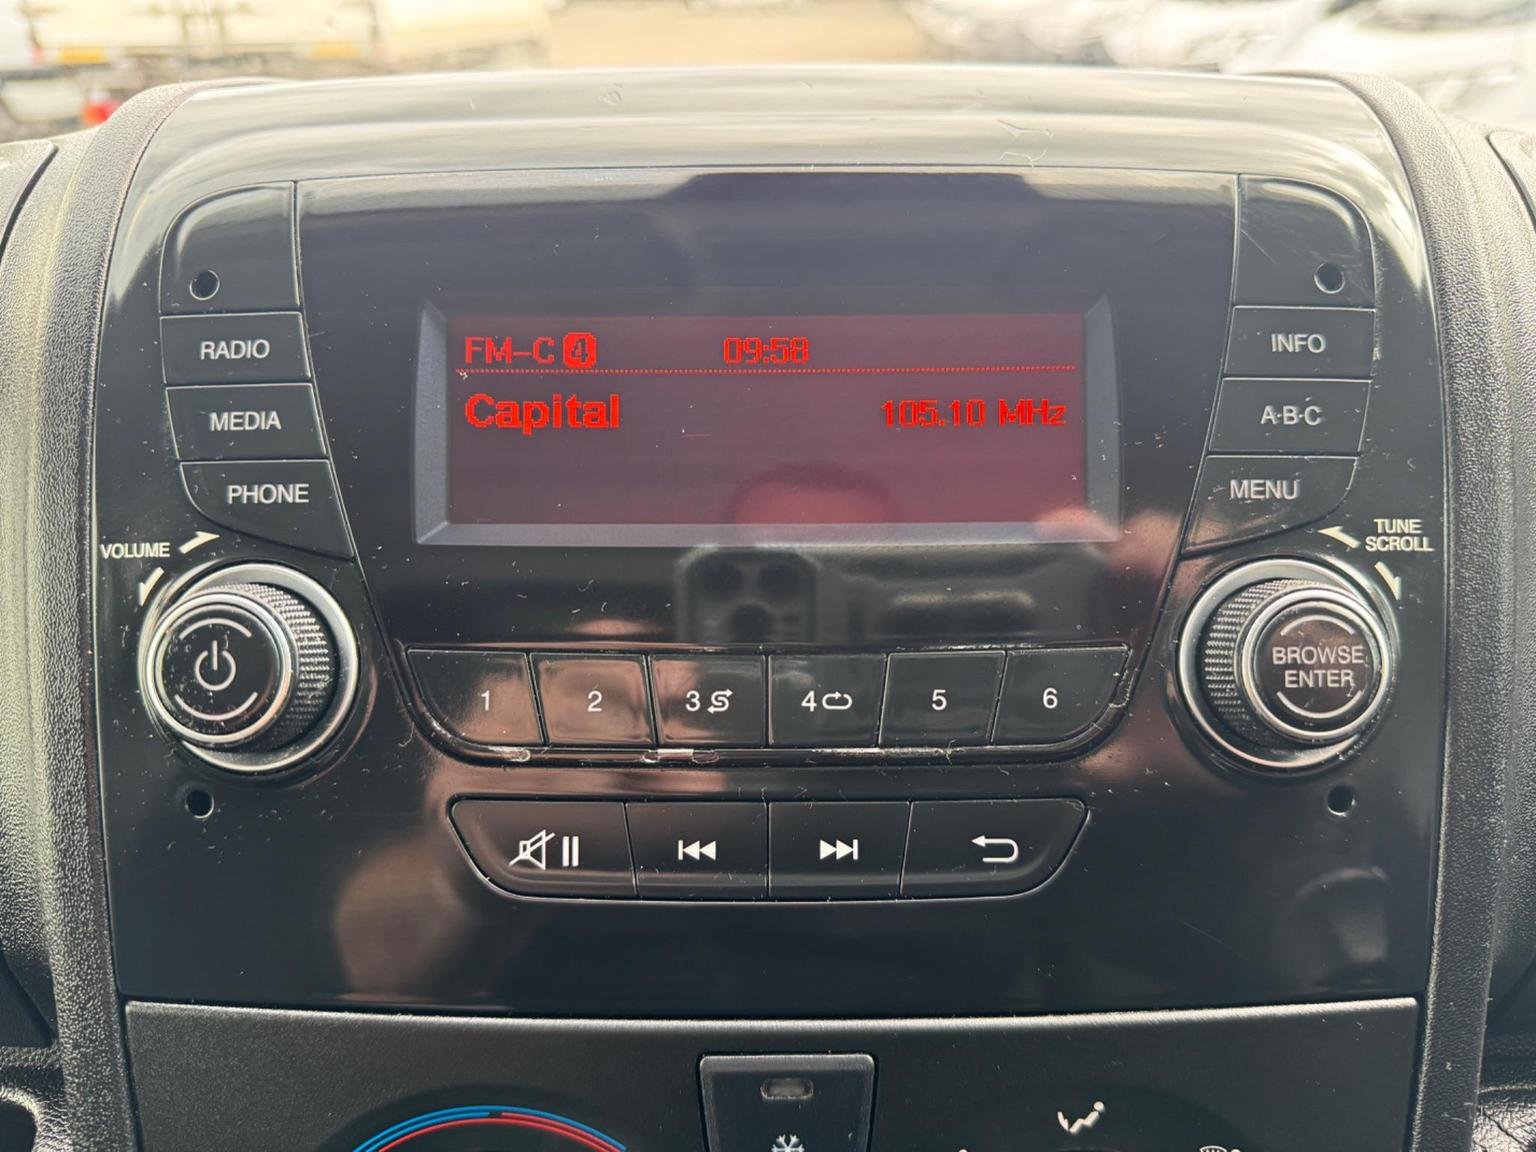 FM-C 4 09:58
Capital 105.10 MHz
RADIO
MEDIA
PHONE
VOLUME
INFO
A·B·C
MENU
TUNE
SCROLL
BROWSE
ENTER
1 2 3 4 5 6